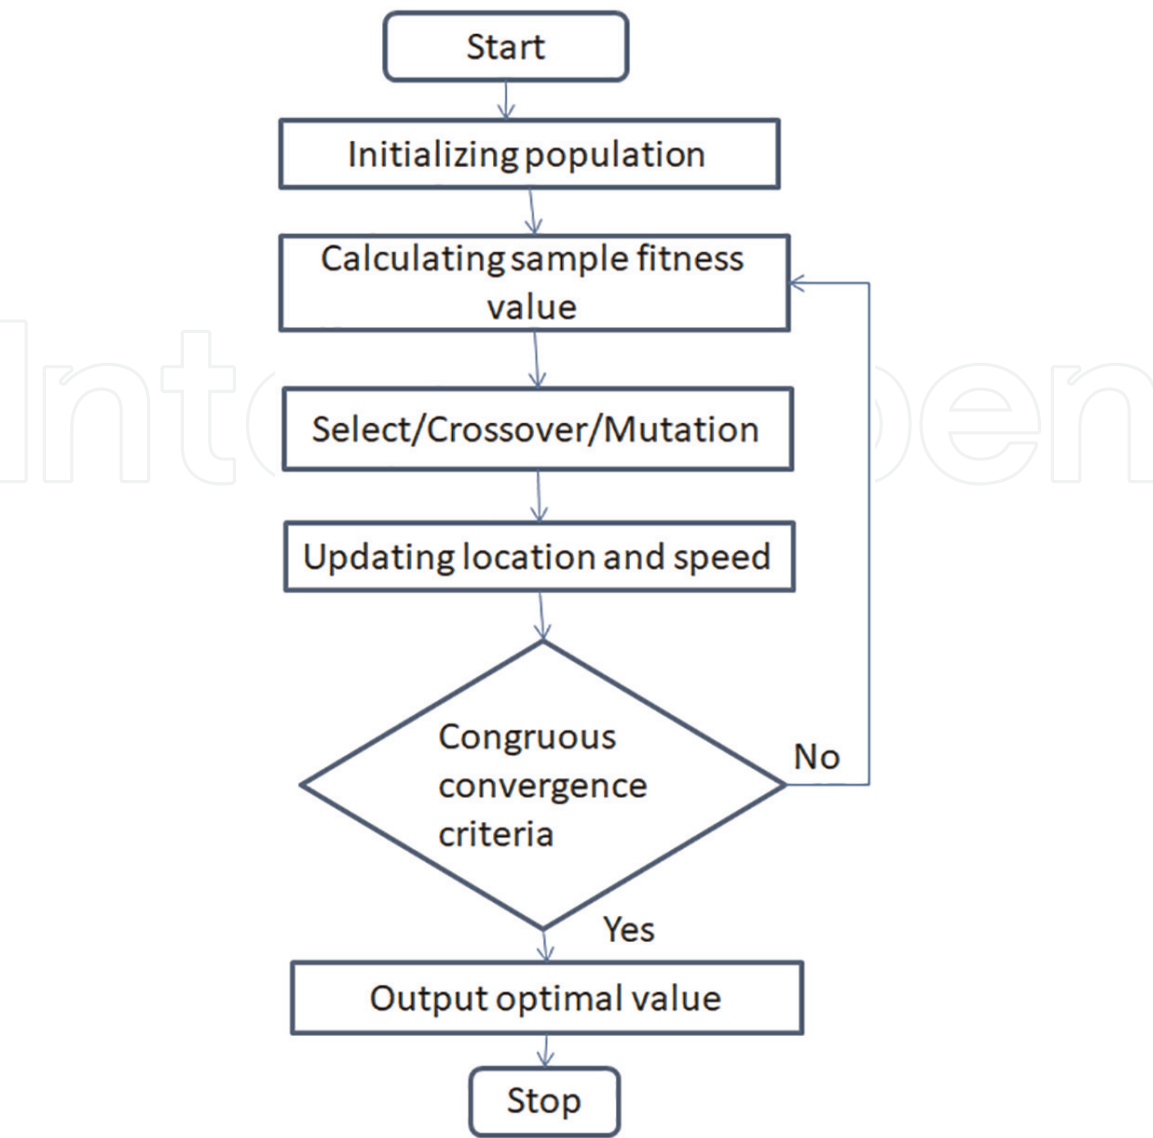 Start
Initializing population
Calculating sample fitness
value
Select/Crossover/Mutation
Updating location and speed
Congruous
convergence
criteria
No
Yes
Output optimal value
Stop